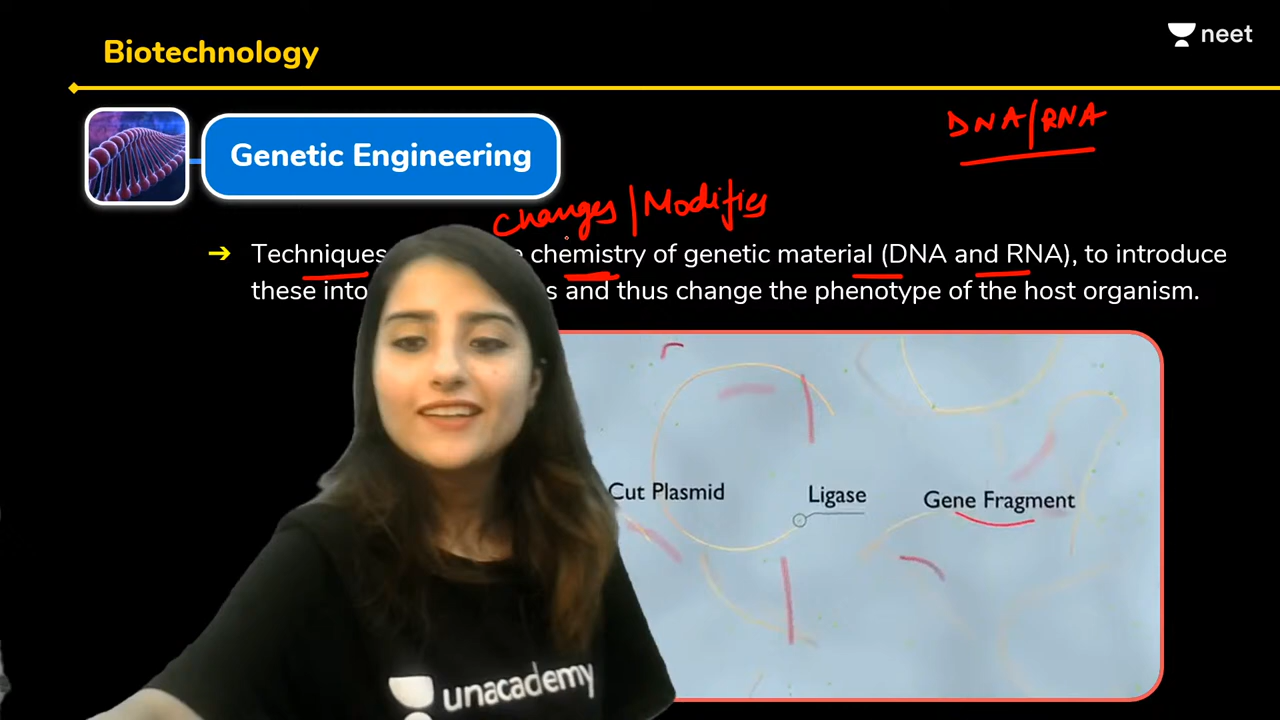 Biotechnology
neet
DNA/RNA
Genetic Engineering
Changes/Modifies
Techniques chemistry of genetic material (DNA and RNA), to introduce
these into and thus change the phenotype of the host organism.
Cut Plasmid
Ligase
Gene Fragment
unacademy